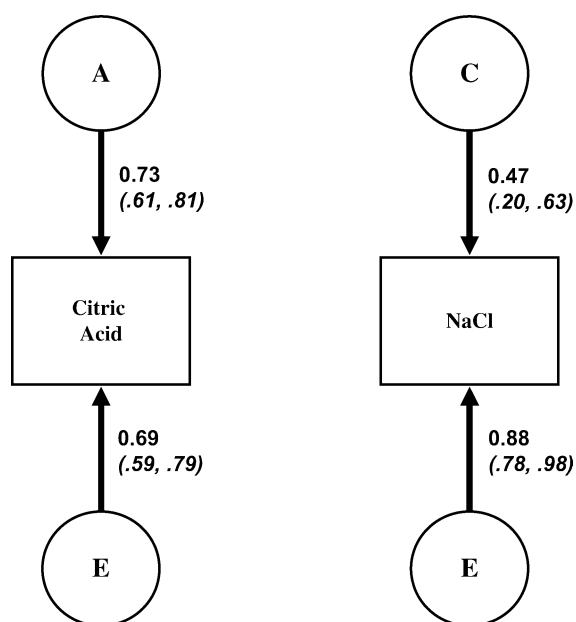 A
0.73
(.61, .81)
Citric
Acid
0.69
(.59, .79)
E
C
0.47
(.20, .63)
NaCl
0.88
(.78, .98)
E